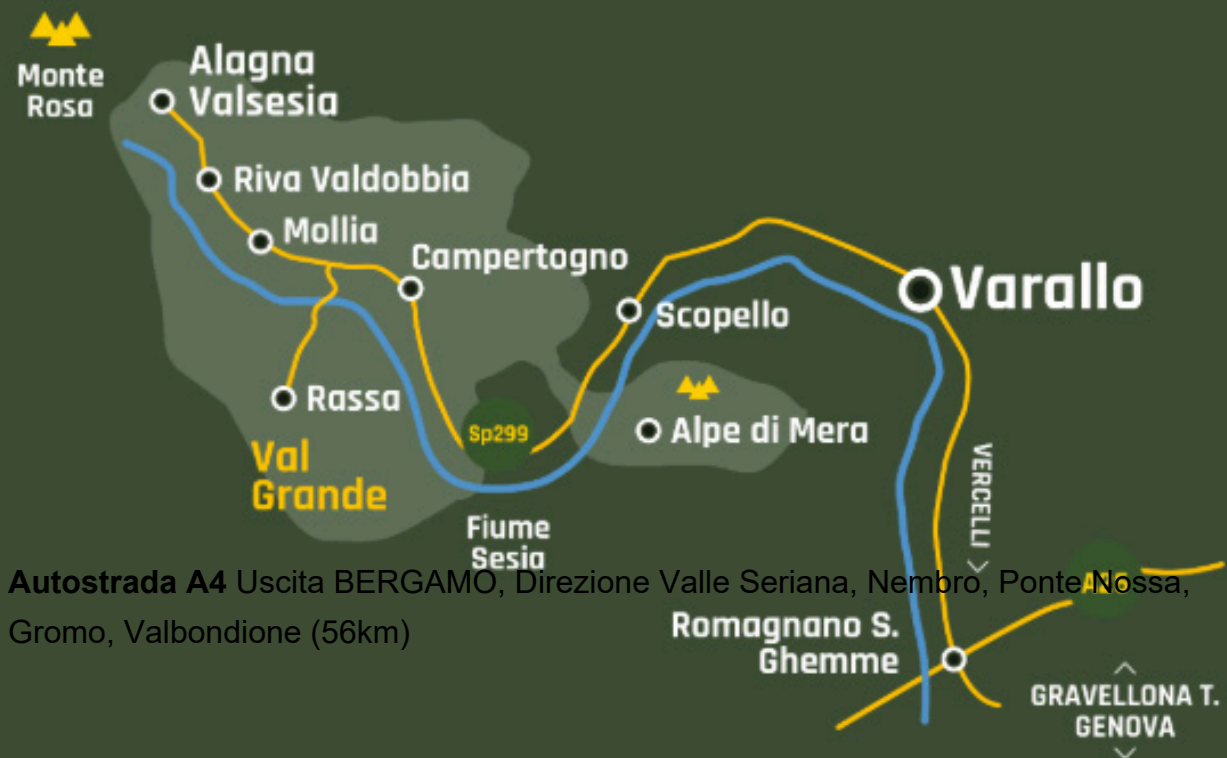 Monte
Rosa
Alagna
Valsesia
Riva Valdobbia
Mollia
Campertogno
Scopello
Varallo
Rassa
Sp299
Alpe di Mera
Val
Grande
VERCELLI
Fiume
Sesia
Autostrada A4 Uscita BERGAMO, Direzione Valle Seriana, Nembro, Ponte Nossa,
Gromo, Valbondione (56km)
Romagnano S.
Ghemme
GRAVELLONA T.
GENOVA